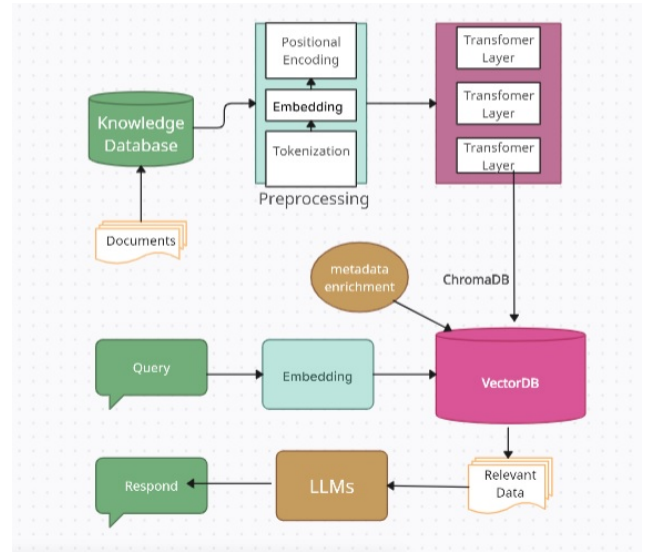 Positional
Encoding
Embedding
Tokenization
Preprocessing
Transfomer
Layer
Transfomer
Layer
Transfomer
Layer
Knowledge
Database
Documents
metadata
enrichment
ChromaDB
Query
Embedding
VectorDB
Respond
LLMs
Relevant
Data